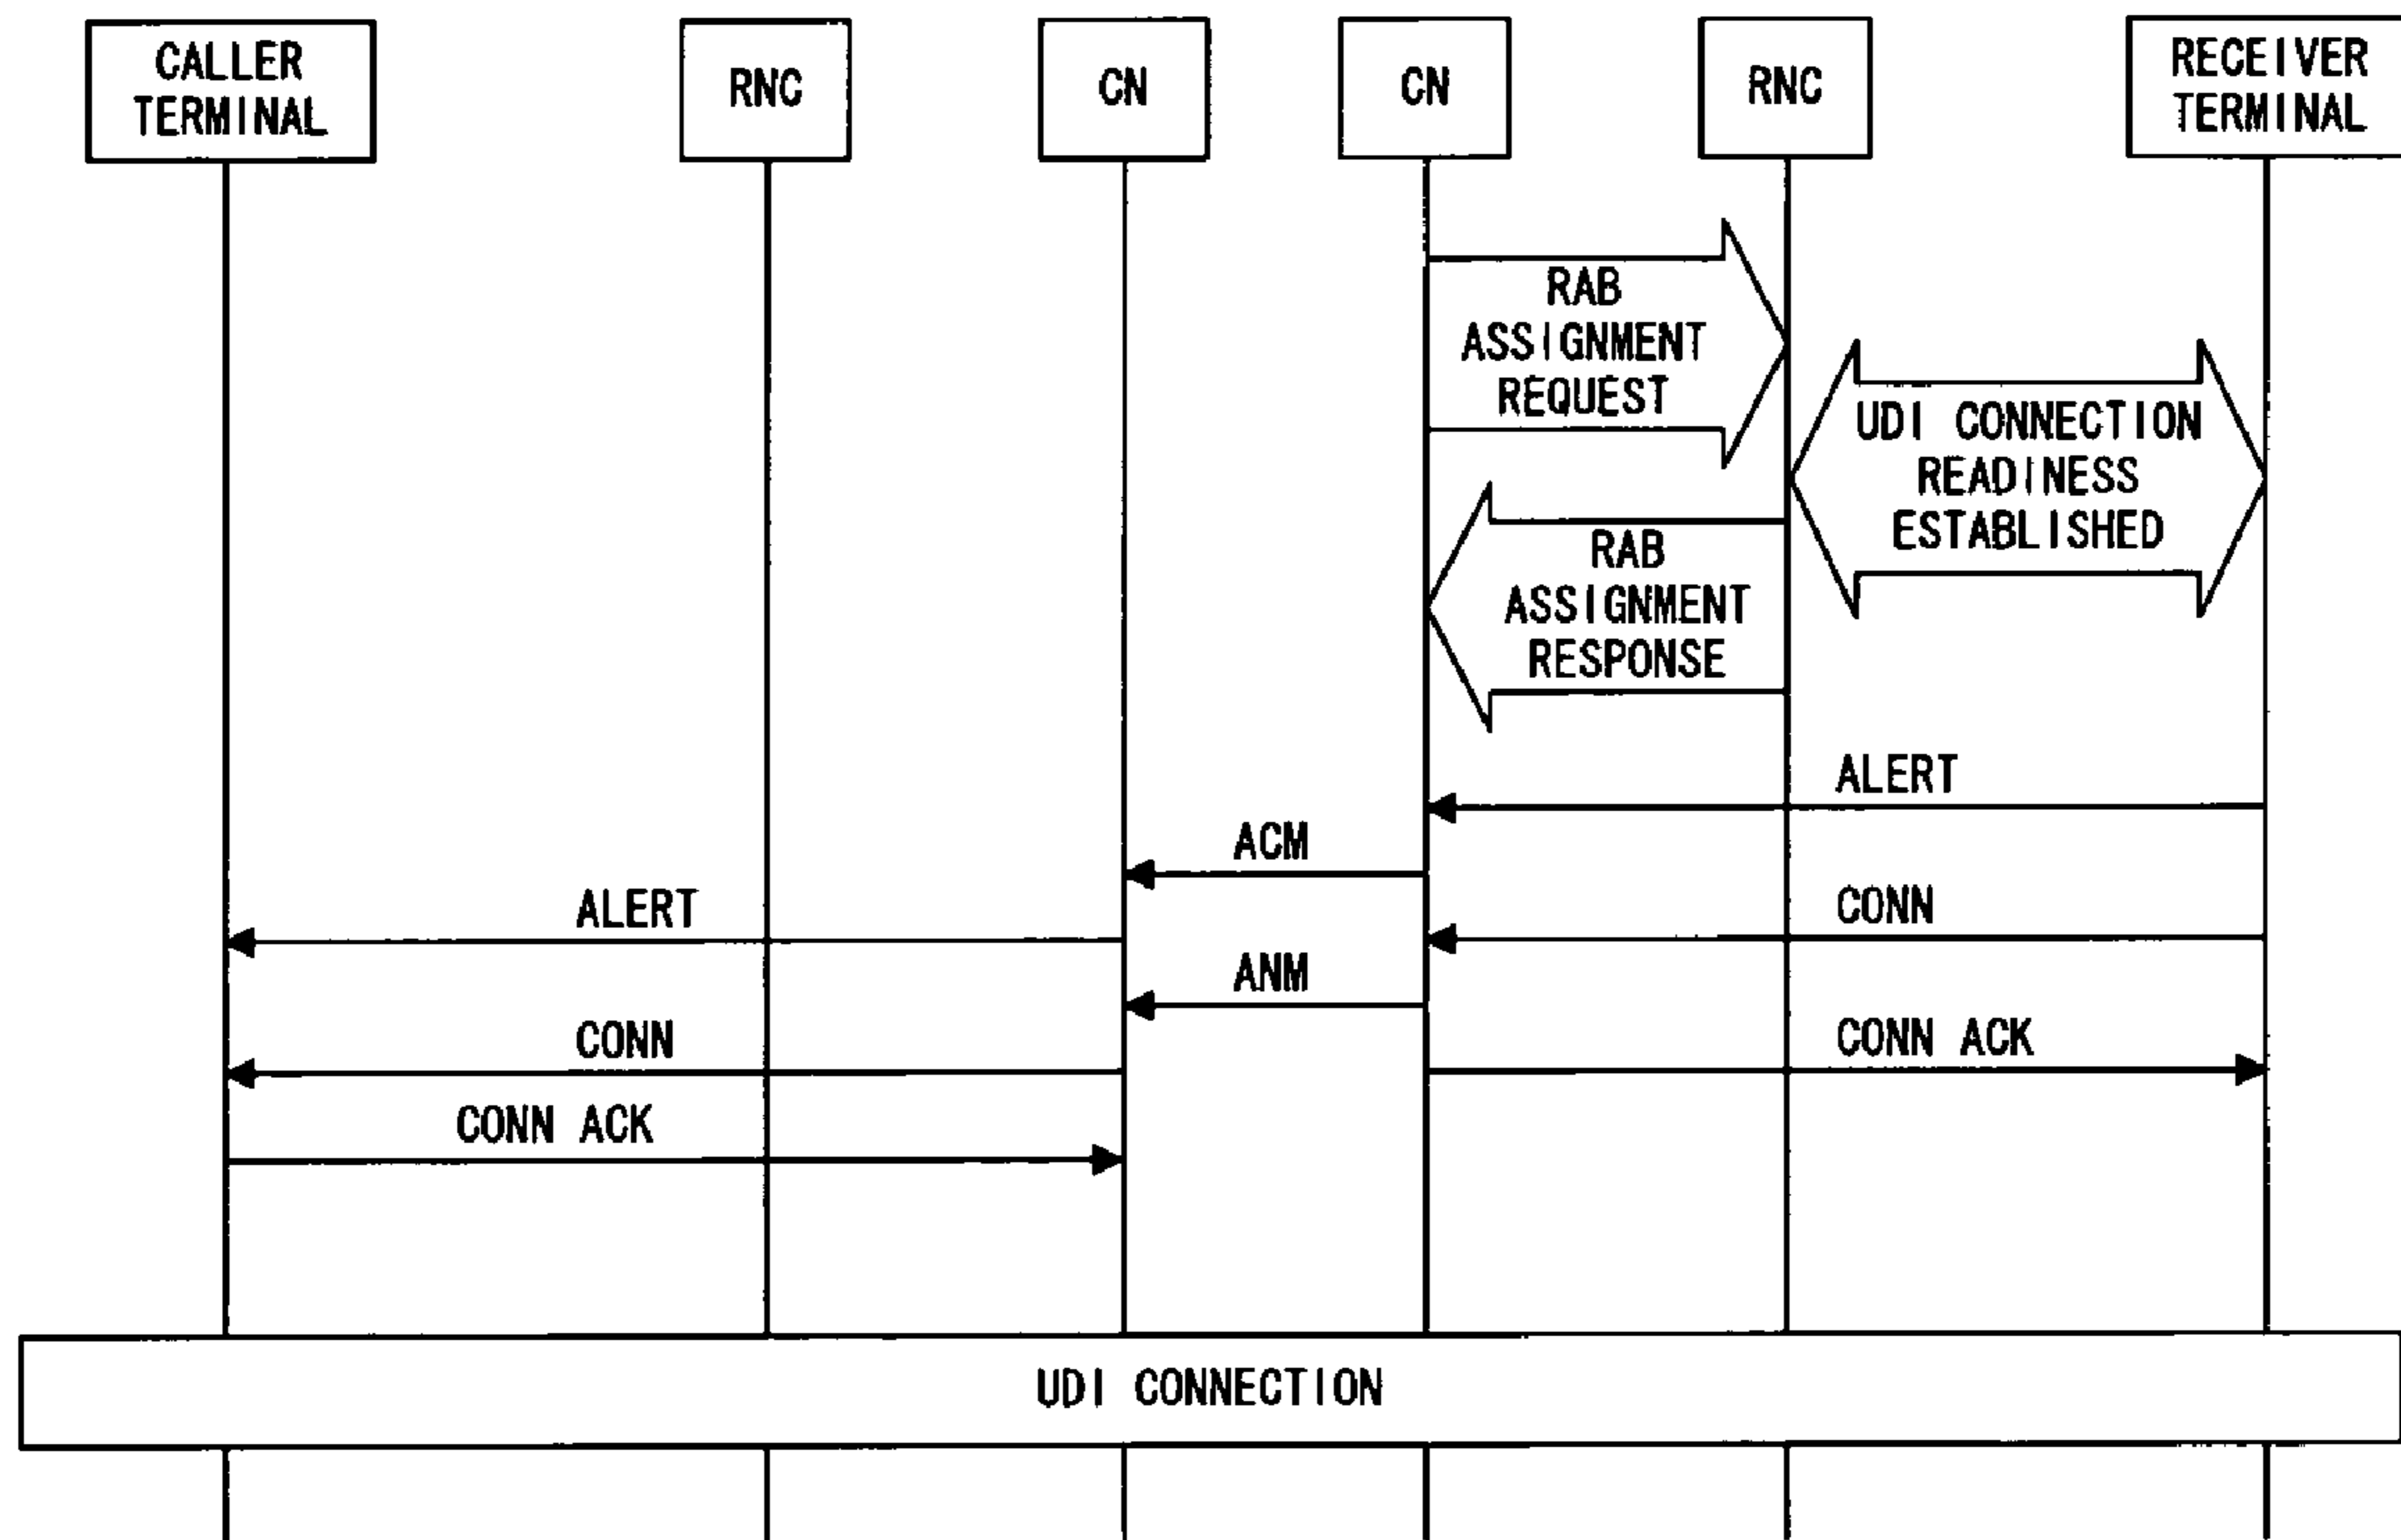 CALLER
TERMINAL
RNC
CN
CN
RNC
RECEIVER
TERMINAL
RAB
ASSIGNMENT
REQUEST
UDI CONNECTION
READINESS
ESTABLISHED
RAB
ASSIGNMENT
RESPONSE
ALERT
ACM
ALERT
CONN
ANM
CONN
CONN ACK
CONN ACK
UDI CONNECTION